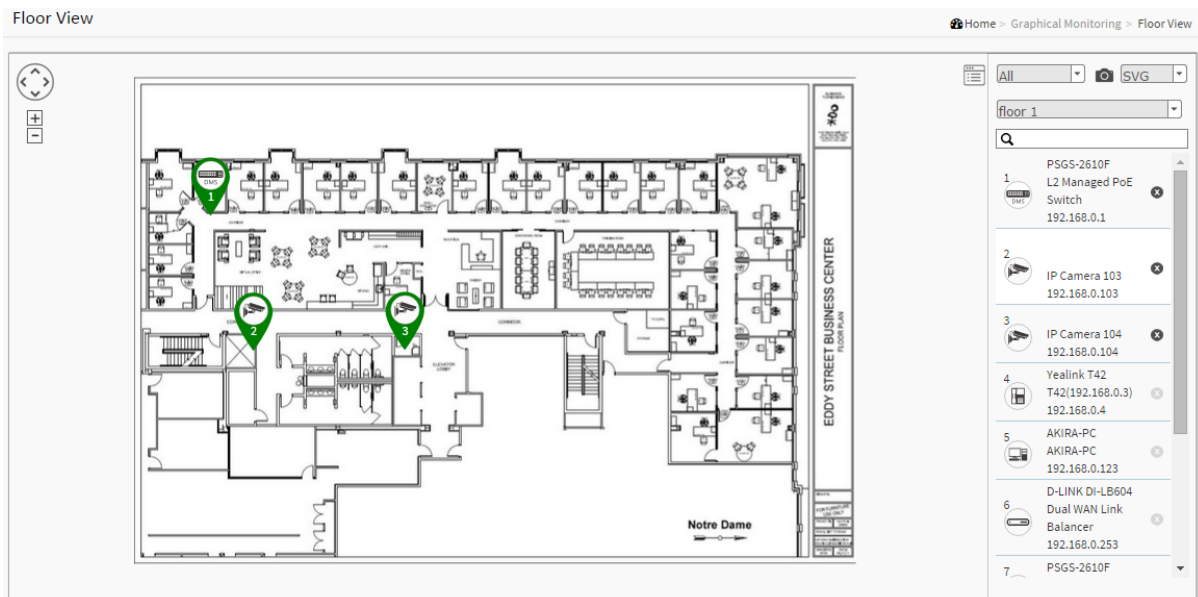 Floor View
Home > Graphical Monitoring > Floor View
All
SVG
floor 1
DMS
1
2
3
CORRIDOR
ELEVATOR
LOBBY
EDDY STREET BUSINESS CENTER
FLOOR PLAN
Notre Dame
1
DMS
PSGS-2610F
L2 Managed PoE
Switch
192.168.0.1
2
IP Camera 103
192.168.0.103
3
IP Camera 104
192.168.0.104
4
Yealink T42
T42(192.168.0.3)
192.168.0.4
5
AKIRA-PC
AKIRA-PC
192.168.0.123
6
D-LINK DI-LB604
Dual WAN Link
Balancer
192.168.0.253
7
PSGS-2610F